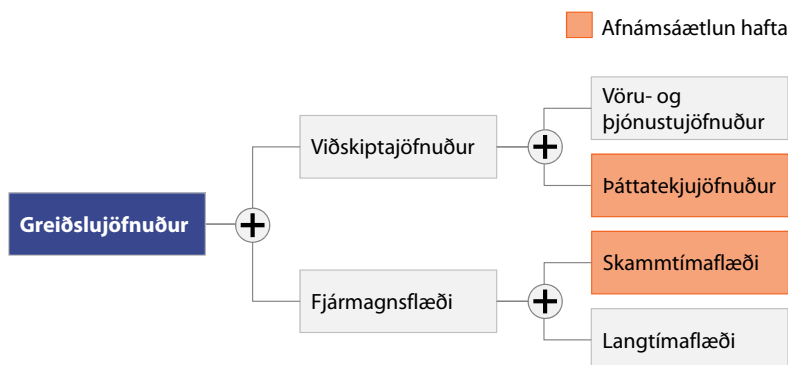 Afnámsáætlun hafta
Vöru- og
þjónustujöfnuður
Viðskiptajöfnuður
Þáttatekjujöfnuður
Greiðslujöfnuður
Skammtímaflæði
Fjármagnsflæði
Langtímaflæði